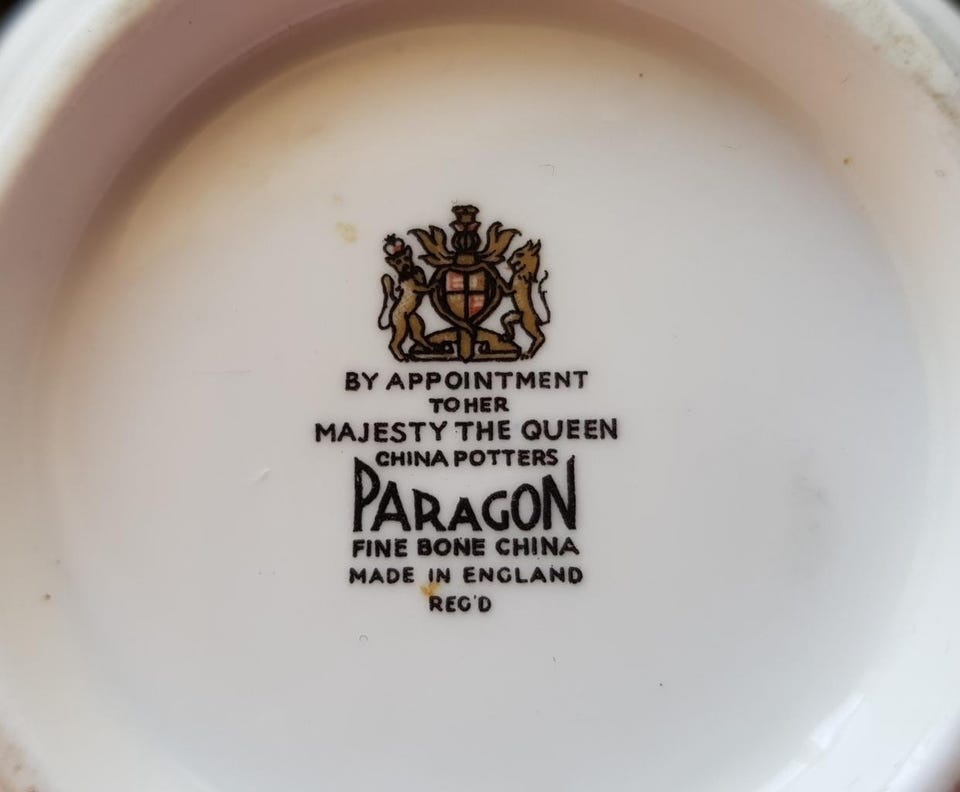 BY APPOINTMENT
TO HER
MAJESTY THE QUEEN
CHINA POTTERS
PARAGON
FINE BONE CHINA
MADE IN ENGLAND
REG'D